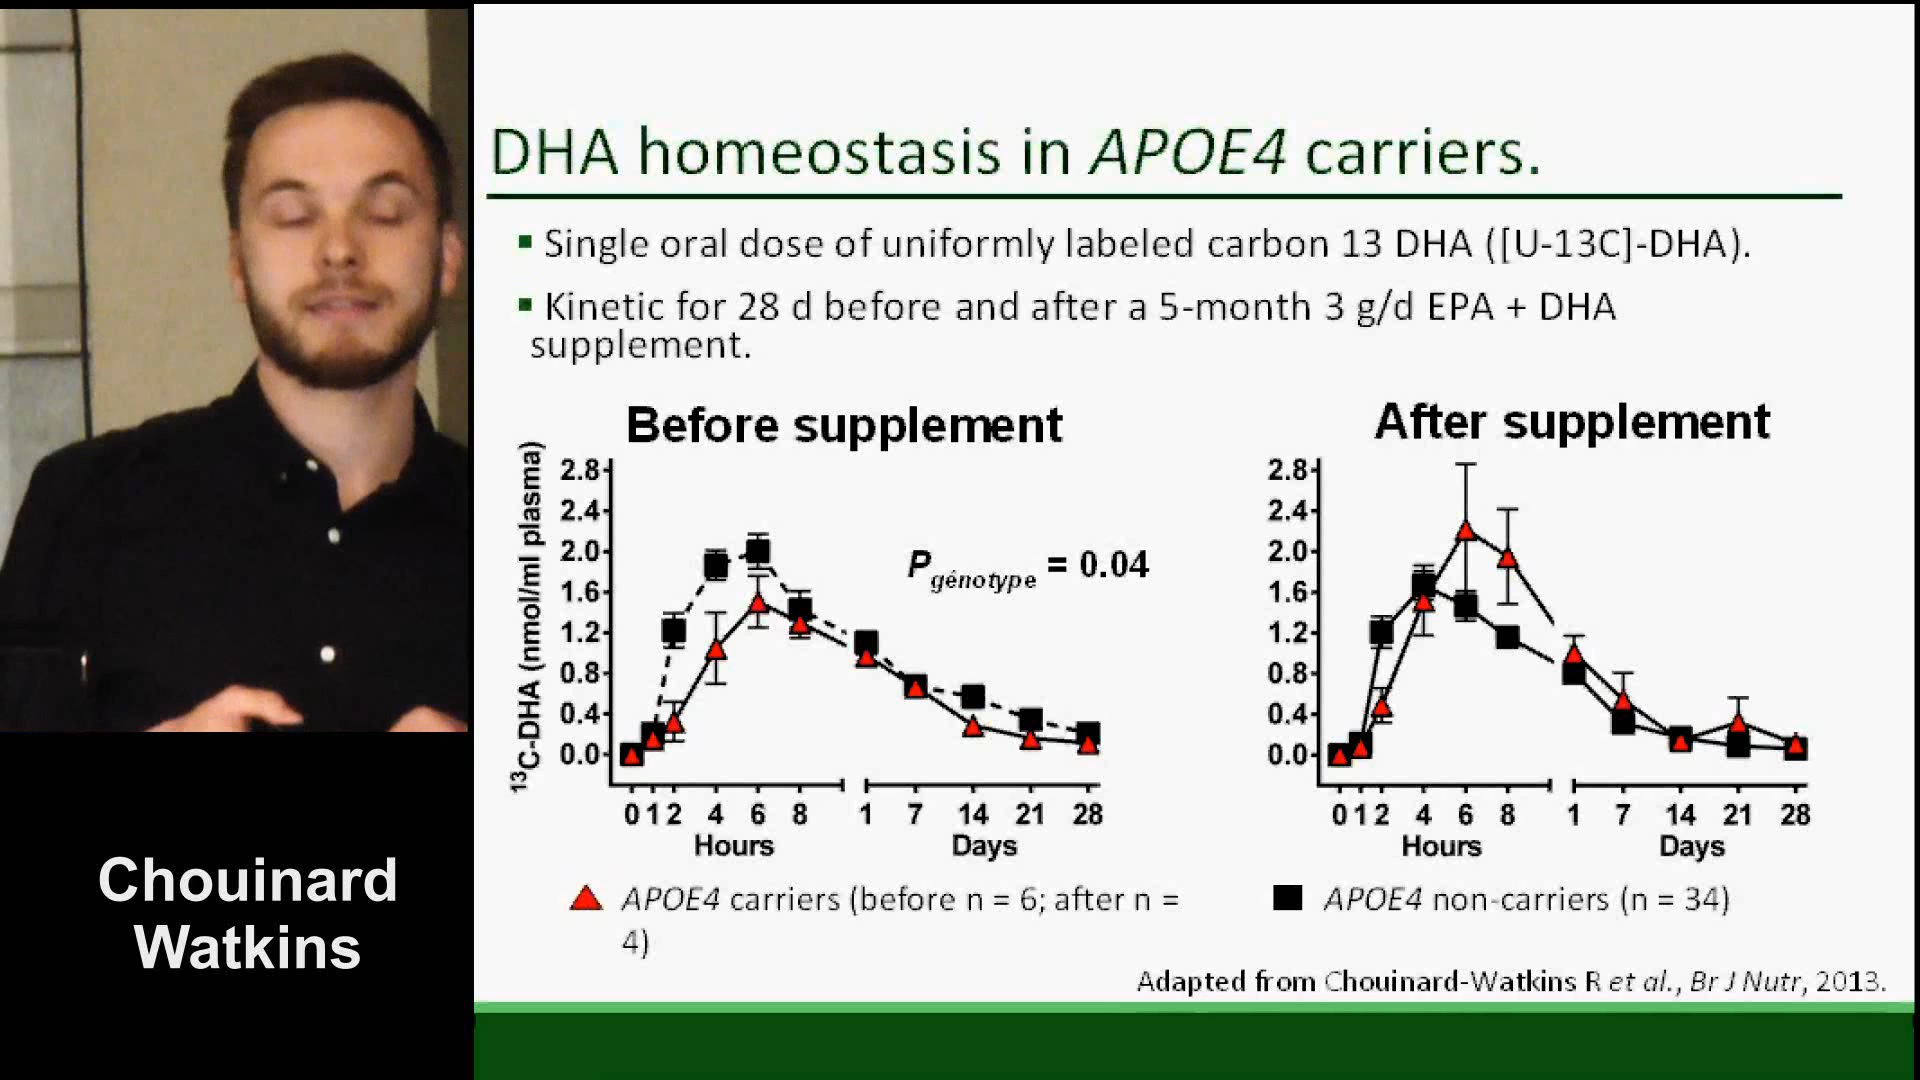 DHA homeostasis in APOE4 carriers.
Single oral dose of uniformly labeled carbon 13 DHA ([U-13C]-DHA).
Kinetic for 28 d before and after a 5-month 3 g/d EPA + DHA
supplement.
Before supplement
13C-DHA (nmol/ml plasma)
2.8
2.4
2.0
1.6
1.2
0.8
0.4
0.0
Pgénotype = 0.04
0 1 2 4 6 8 1 7 14 21 28
Hours Days
After supplement
2.8
2.4
2.0
1.6
1.2
0.8
0.4
0.0
0 1 2 4 6 8 1 7 14 21 28
Hours Days
APOE4 carriers (before n = 6; after n =
4)
APOE4 non-carriers (n = 34)
Adapted from Chouinard-Watkins R et al., Br J Nutr, 2013.
Chouinard
Watkins